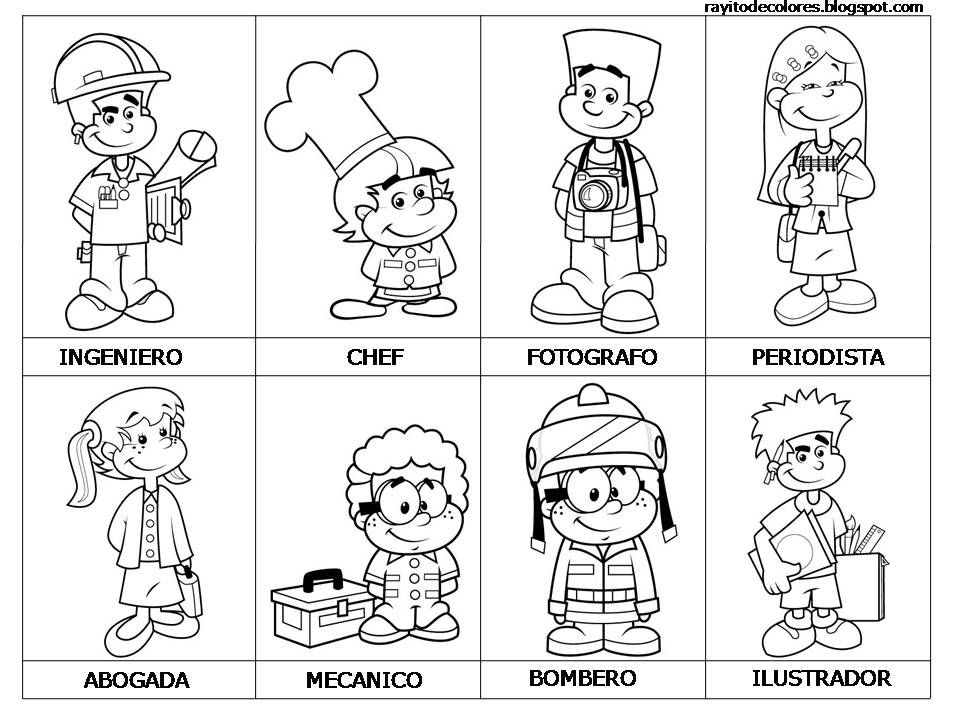 rayitodecolores.blogspot.com
INGENIERO
CHEF
FOTOGRAFO
PERIODISTA
ABOGADA
MECANICO
BOMBERO
ILUSTRADOR